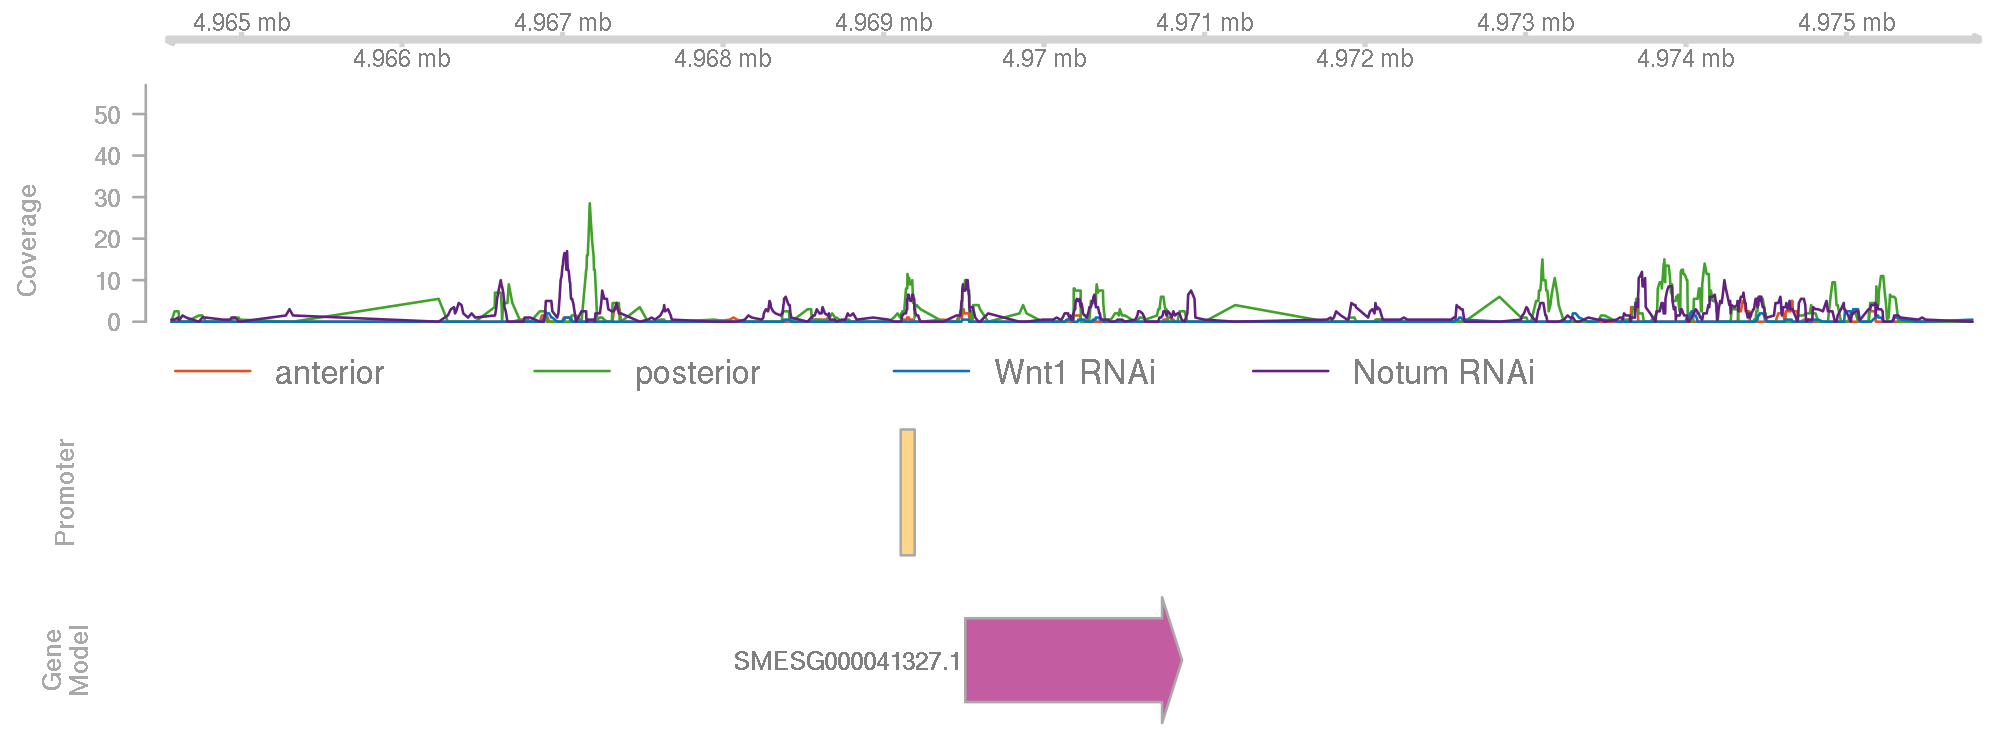 4.965 mb 4.967 mb 4.969 mb 4.971 mb 4.973 mb 4.975 mb
4.966 mb 4.968 mb 4.97 mb 4.972 mb 4.974 mb
Coverage
50
40
30
20
10
0
anterior posterior Wnt1 RNAi Notum RNAi
Promoter
Gene
Model
SMESG000041327.1